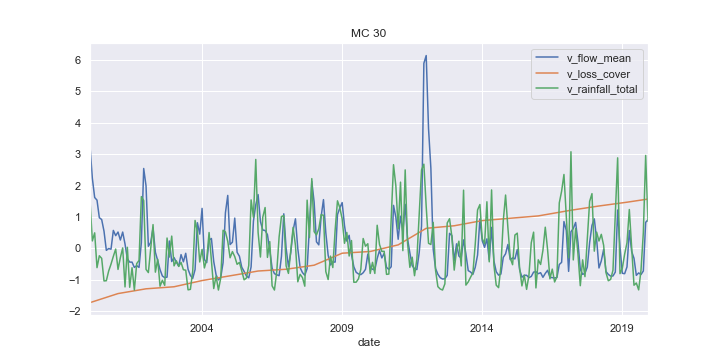 MC 30
v_flow_mean
v_loss_cover
v_rainfall_total
6
5
4
3
2
1
0
−1
−2
2004 2009 2014 2019
date